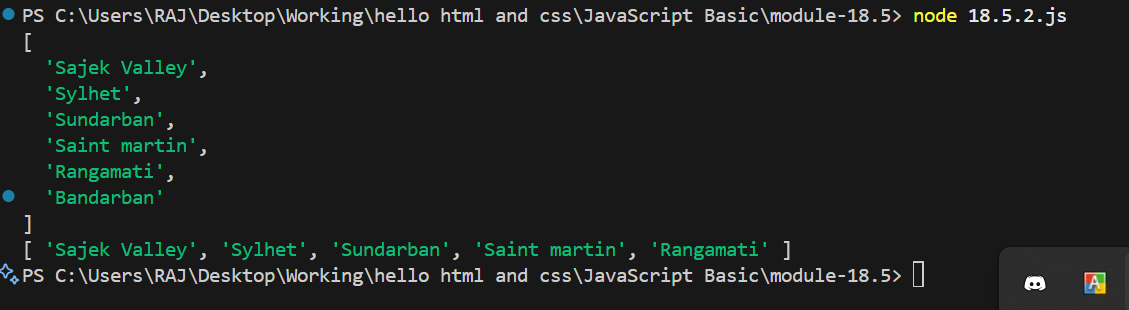 PS C:\Users\RAJ\Desktop\Working\hello html and css\JavaScript Basic\module-18.5> node 18.5.2.js
[
  'Sajek Valley',
  'Sylhet',
  'Sundarban',
  'Saint martin',
  'Rangamati',
  'Bandarban'
]
[ 'Sajek Valley', 'Sylhet', 'Sundarban', 'Saint martin', 'Rangamati' ]
PS C:\Users\RAJ\Desktop\Working\hello html and css\JavaScript Basic\module-18.5>
A